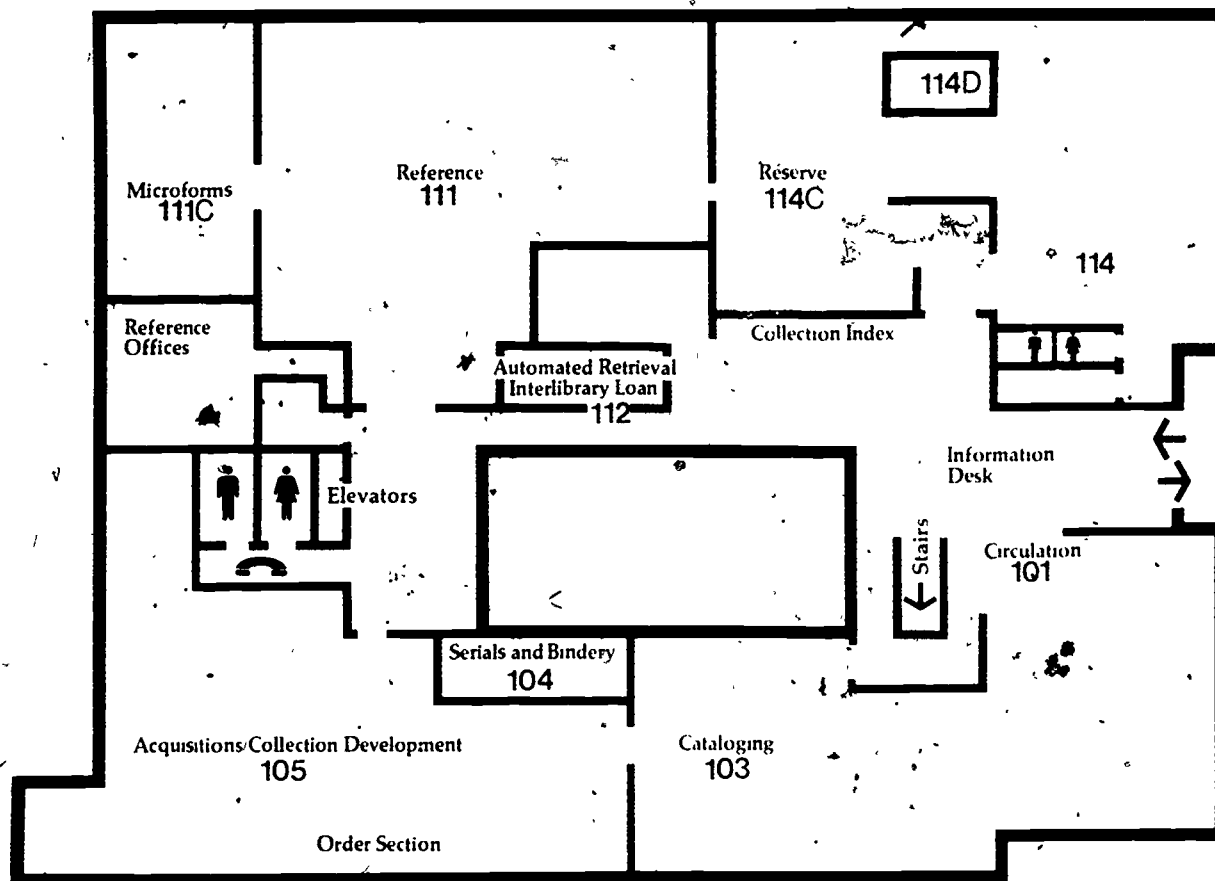 114D
Microforms
111C
Reference
111
Réserve
114C
114
Reference
Offices
Collection Index
Automated Retrieval
Interlibrary Loan
112
Information
Desk
Elevators
Stairs
Circulation
101
Serials and Bindery
104
Acquisitions/Collection Development
105
Cataloging
103
Order Section